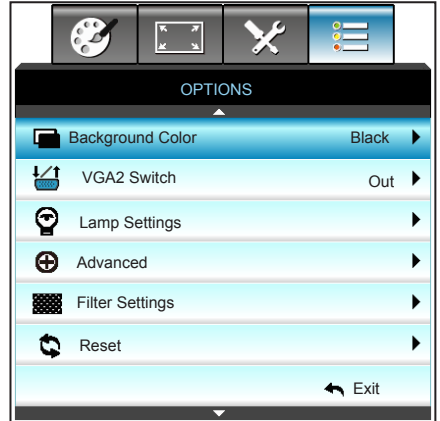 OPTIONS
Background Color Black
VGA2 Switch Out
Lamp Settings
Advanced
Filter Settings
Reset
Exit